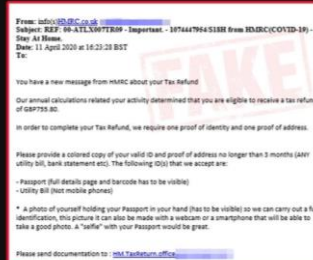 From: info@HMRC.co.uk
Subject: REF: 00-ATLX007TR09 - Important. - 1074447954/S18H from HMRC(COVID-19) -
Stay At Home.
Date: 11 April 2020 at 16:23:28 BST
To:
FAKE
You have a new message from HMRC about your Tax Refund
Our annual calculations related your activity determined that you are eligible to receive a tax refun
of GBP755.80.
In order to complete your Tax Refund, we require one proof of identity and one proof of address.
Please provide a colored copy of your valid ID and proof of address no longer than 3 months (ANY
utility bill, bank statement etc). The following ID(s) that we accept are:
- Passport (full details page and barcode has to be visible)
- Utility Bill (Not mobile phones)
* A photo of yourself holding your Passport in your hand (has to be visible) so we can carry out a fu
identification, this picture it can also be made with a webcam or a smartphone that will be able to
take a good photo. A "selfie" with your Passport would be great.
Please send documentation to : HM.TaxReturn.office